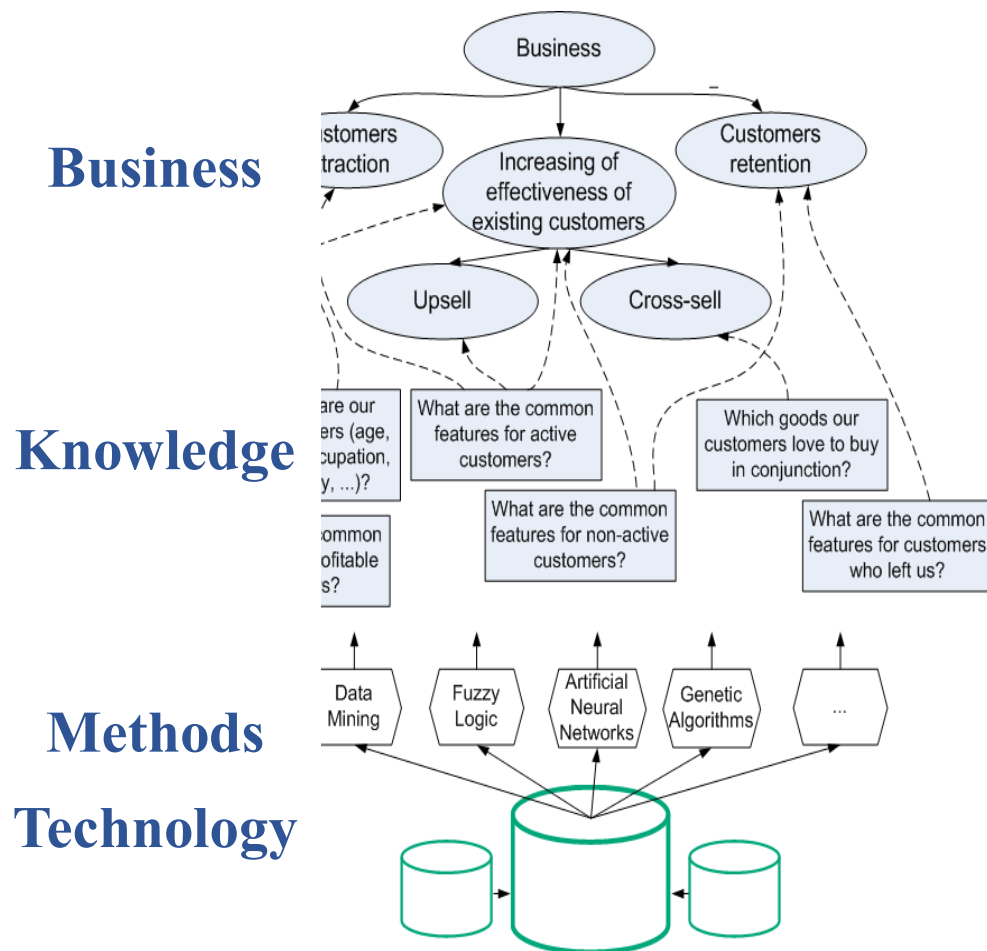 Business
Business
ustomers
traction
Increasing of
effectiveness of
existing customers
Customers
retention
Upsell
Cross-sell
Knowledge
are our
ers (age,
cupation,
y, ...)?
What are the common
features for active
customers?
Which goods our
customers love to buy
in conjunction?
What are the common
features for non-active
customers?
What are the common
features for customers
who left us?
common
ofitable
s?
Methods
Data
Mining
Fuzzy
Logic
Artificial
Neural
Networks
Genetic
Algorithms
...
Technology